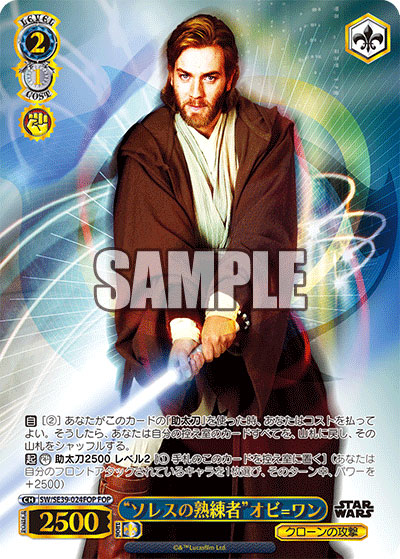 LEVEL
2
1
COST
SAMPLE
自 [②] あなたがこのカードの『助太刀』を使った時、あなたはコストを払って
よい。そうしたら、あなたは自分の控え室のカードすべてを、山札に戻し、その
山札をシャッフルする。
起 助太刀2500 レベル2 [① 手札のこのカードを控え室に置く] (あなたは
自分のフロントアタックされているキャラを1枚選び、そのターン中、パワーを
+2500)
CH SW/SE39-024FOP FOP
POWER
2500
“ソレスの熟練者”オビ=ワン
STAR
WARS
クローンの攻撃
©&™Lucasfilm Ltd.